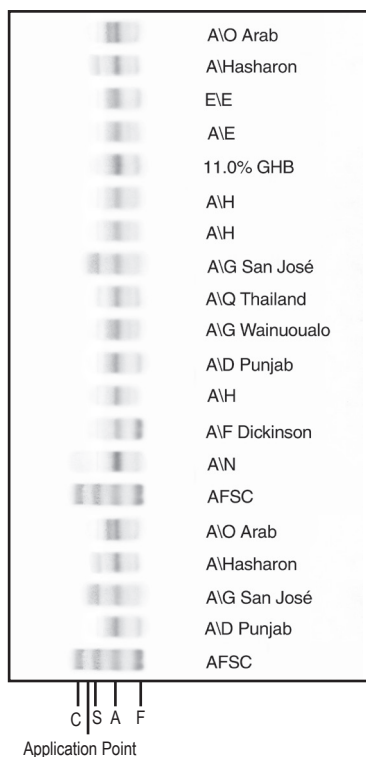 A\O Arab
A\Hasharon
E\E
A\E
11.0% GHB
A\H
A\H
A\G San José
A\Q Thailand
A\G Wainuoualo
A\D Punjab
A\H
A\F Dickinson
A\N
AFSC
A\O Arab
A\Hasharon
A\G San José
A\D Punjab
AFSC
C S A F
Application Point